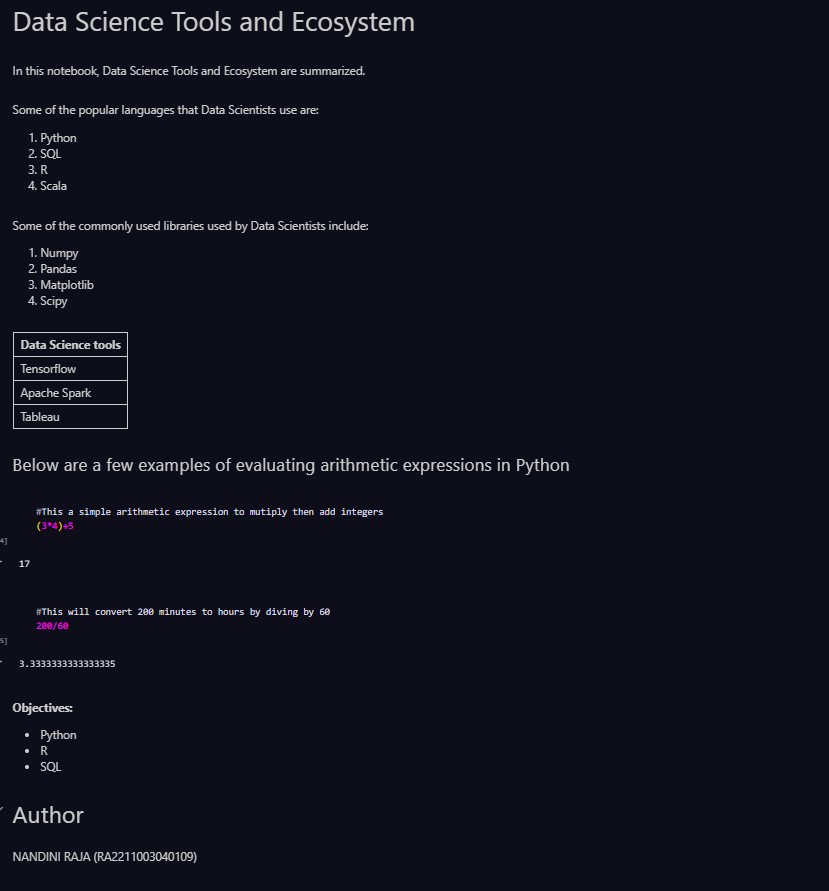 Data Science Tools and Ecosystem
In this notebook, Data Science Tools and Ecosystem are summarized.
Some of the popular languages that Data Scientists use are:
1. Python
2. SQL
3. R
4. Scala
Some of the commonly used libraries used by Data Scientists include:
1. Numpy
2. Pandas
3. Matplotlib
4. Scipy
Data Science tools
Tensorflow
Apache Spark
Tableau
Below are a few examples of evaluating arithmetic expressions in Python
#This a simple arithmetic expression to mutiply then add integers
(3*4)+5
4]
17
#This will convert 200 minutes to hours by diving by 60
200/60
5]
3.3333333333333335
Objectives:
• Python
• R
• SQL
Author
NANDINI RAJA (RA2211003040109)